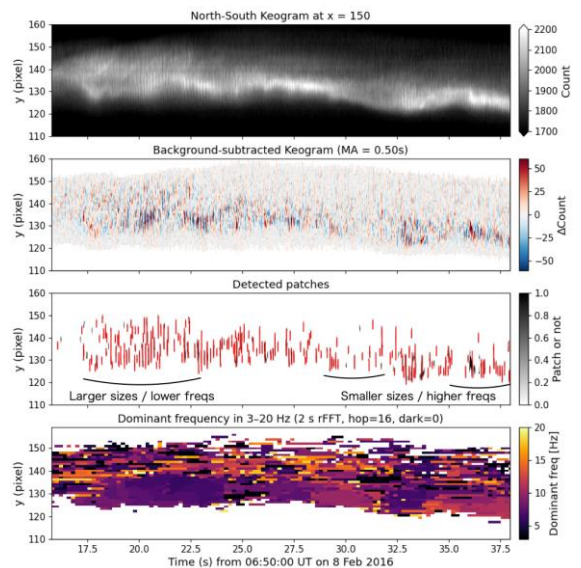 North-South Keogram at x = 150
160
150
140
130
120
110
y (pixel)
2200
2100
2000
1900
1800
1700
Count
Background-subtracted Keogram (MA = 0.50s)
160
150
140
130
120
110
y (pixel)
50
25
0
−25
−50
ΔCount
Detected patches
160
150
140
130
120
110
y (pixel)
Larger sizes / lower freqs
Smaller sizes / higher freqs
1.0
0.8
0.6
0.4
0.2
0.0
Patch or not
Dominant frequency in 3–20 Hz (2 s rFFT, hop=16, dark=0)
150
140
130
120
110
y (pixel)
17.5 20.0 22.5 25.0 27.5 30.0 32.5 35.0 37.5
Time (s) from 06:50:00 UT on 8 Feb 2016
20
15
10
5
Dominant freq [Hz]